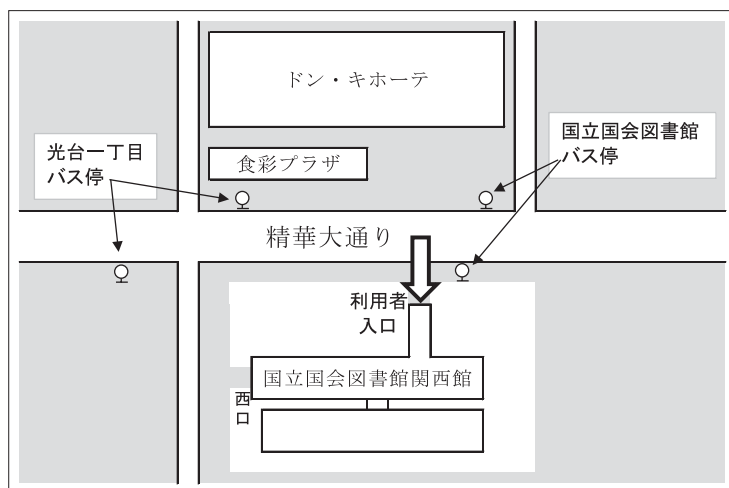 ドン・キホーテ
光台一丁目
バス停
国立国会図書館
バス停
食彩プラザ
精華大通り
利用者
入口
国立国会図書館関西館
西
口